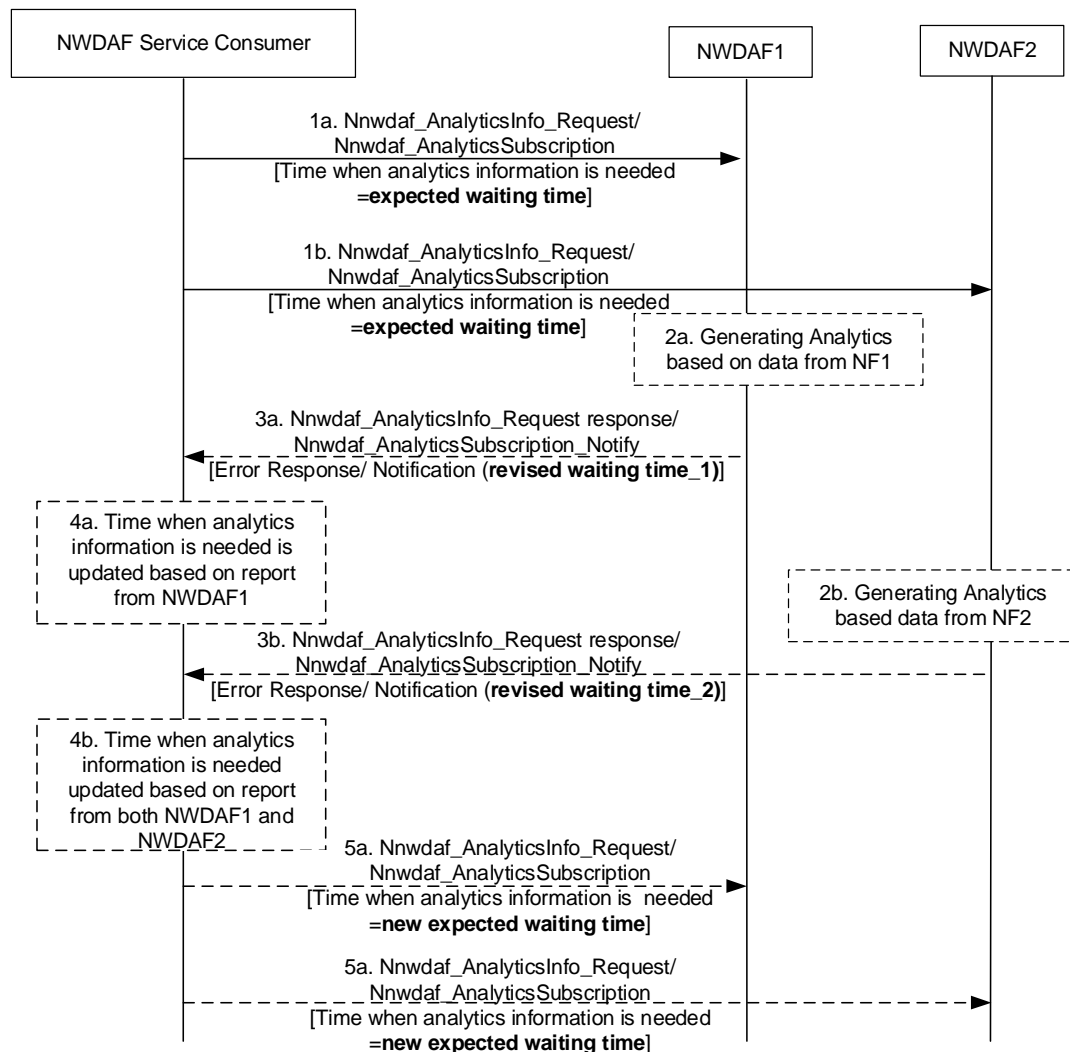 NWDAF Service Consumer
NWDAF1
NWDAF2
1a. Nnwdaf_AnalyticsInfo_Request/
Nnwdaf_AnalyticsSubscription
[Time when analytics information is needed
=expected waiting time]
1b. Nnwdaf_AnalyticsInfo_Request/
Nnwdaf_AnalyticsSubscription
[Time when analytics information is needed
=expected waiting time]
2a. Generating Analytics
based on data from NF1
3a. Nnwdaf_AnalyticsInfo_Request response/
Nnwdaf_AnalyticsSubscription_Notify
[Error Response/ Notification (revised waiting time_1)]
4a. Time when analytics
information is needed is
updated based on report
from NWDAF1
2b. Generating Analytics
based data from NF2
3b. Nnwdaf_AnalyticsInfo_Request response/
Nnwdaf_AnalyticsSubscription_Notify
[Error Response/ Notification (revised waiting time_2)]
4b. Time when analytics
information is needed
updated based on report
from both NWDAF1 and
NWDAF2
5a. Nnwdaf_AnalyticsInfo_Request/
Nnwdaf_AnalyticsSubscription
[Time when analytics information is needed
=new expected waiting time]
5a. Nnwdaf_AnalyticsInfo_Request/
Nnwdaf_AnalyticsSubscription
[Time when analytics information is needed
=new expected waiting time]